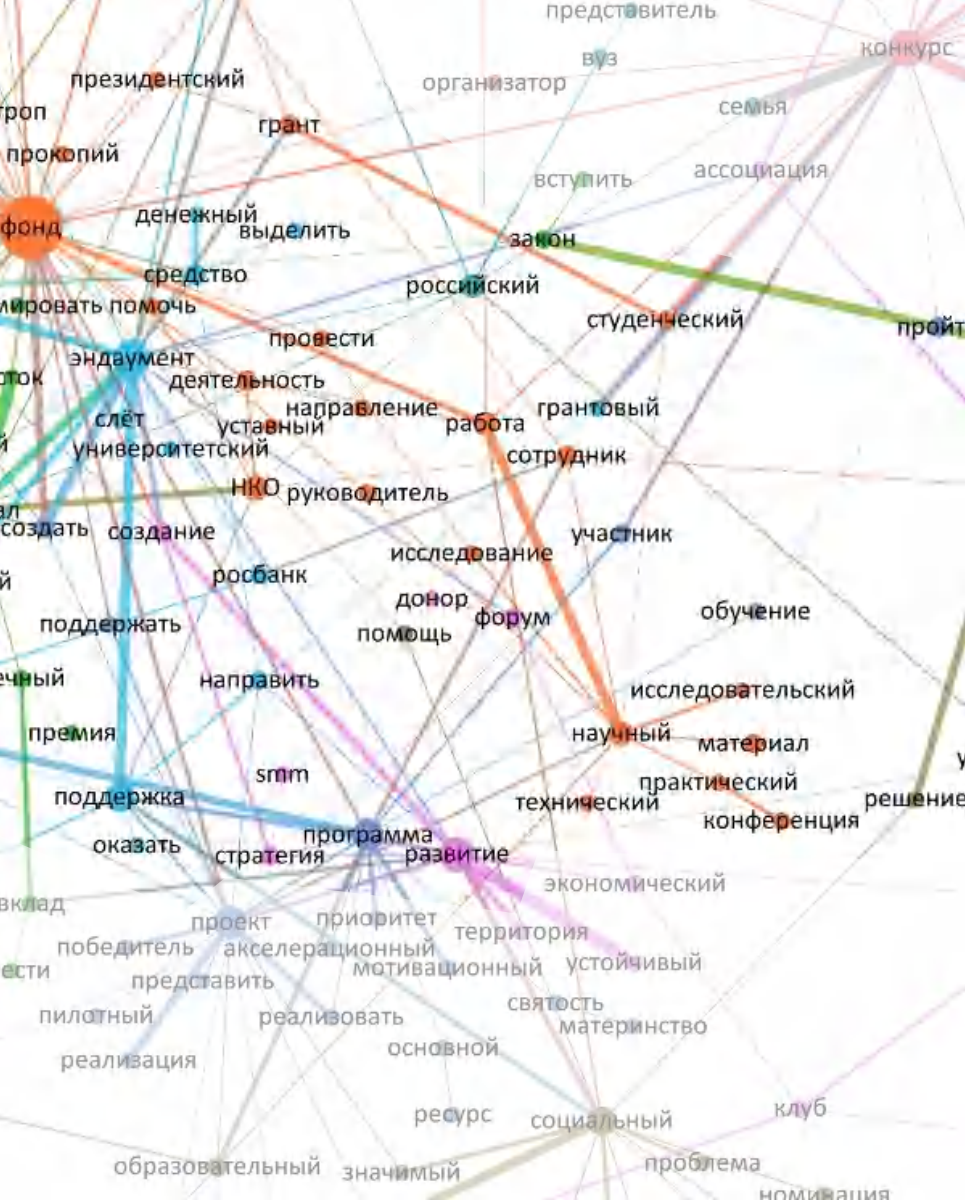 представитель
конкурс
вуз
президентский
организатор
семья
грант
прокопий
ассоциация
вступить
денежный
фонд
выделить
закон
средство
российский
помочь
студенческий
провести
эндаумент
деятельность
направление
грантовый
слёт
уставный
работа
университетский
сотрудник
НКО
руководитель
создать
создание
участник
исследование
росбанк
донор
обучение
форум
поддержать
помощь
направить
исследовательский
премия
научный
материал
smm
практический
поддержка
технический
решение
конференция
программа
оказать
стратегия
развитие
экономический
вклад
проект
приоритет
территория
победитель
акселерационный
мотивационный
устойчивый
представить
святость
пилотный
реализовать
материнство
основной
реализация
клуб
ресурс
социальный
образовательный
значимый
проблема
номинация